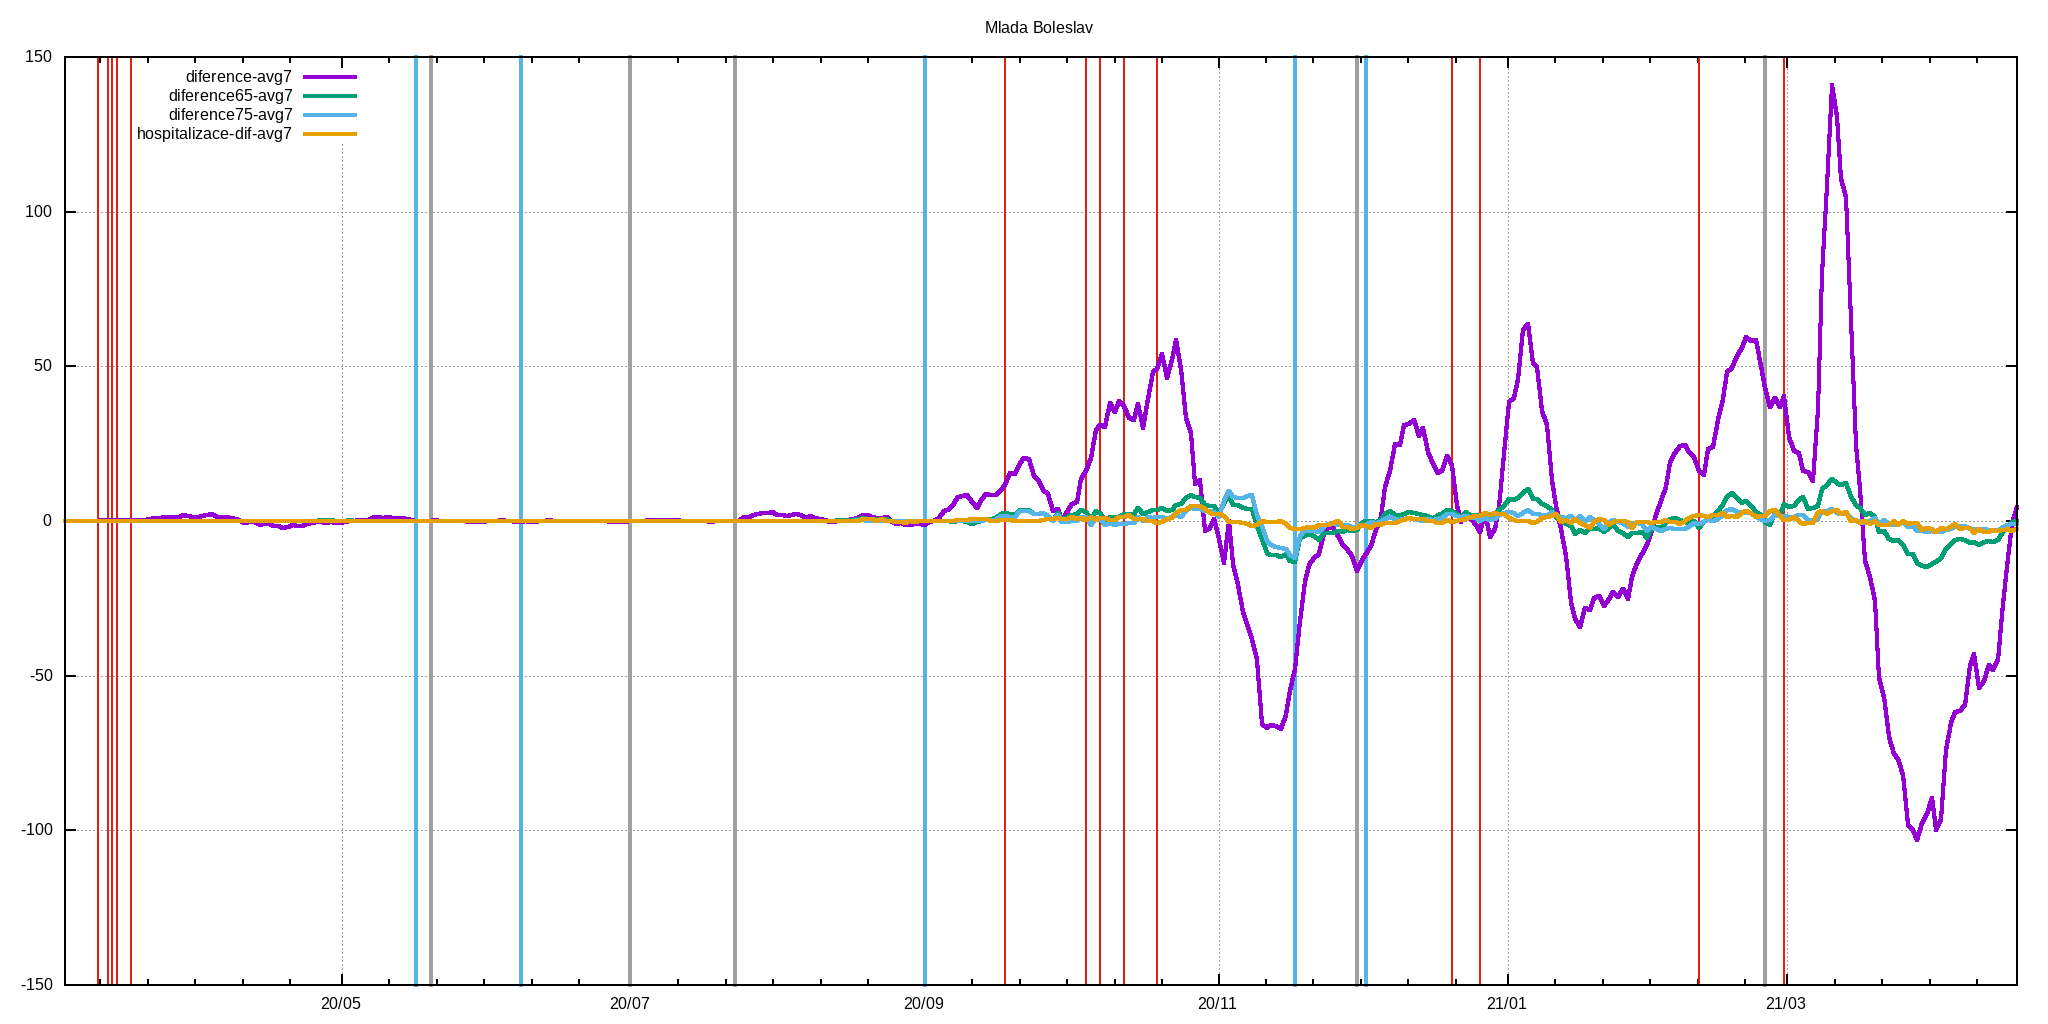 Mlada Boleslav
diference-avg7
diference65-avg7
diference75-avg7
hospitalizace-dif-avg7
150
100
50
0
-50
-100
-150
20/05 20/07 20/09 20/11 21/01 21/03